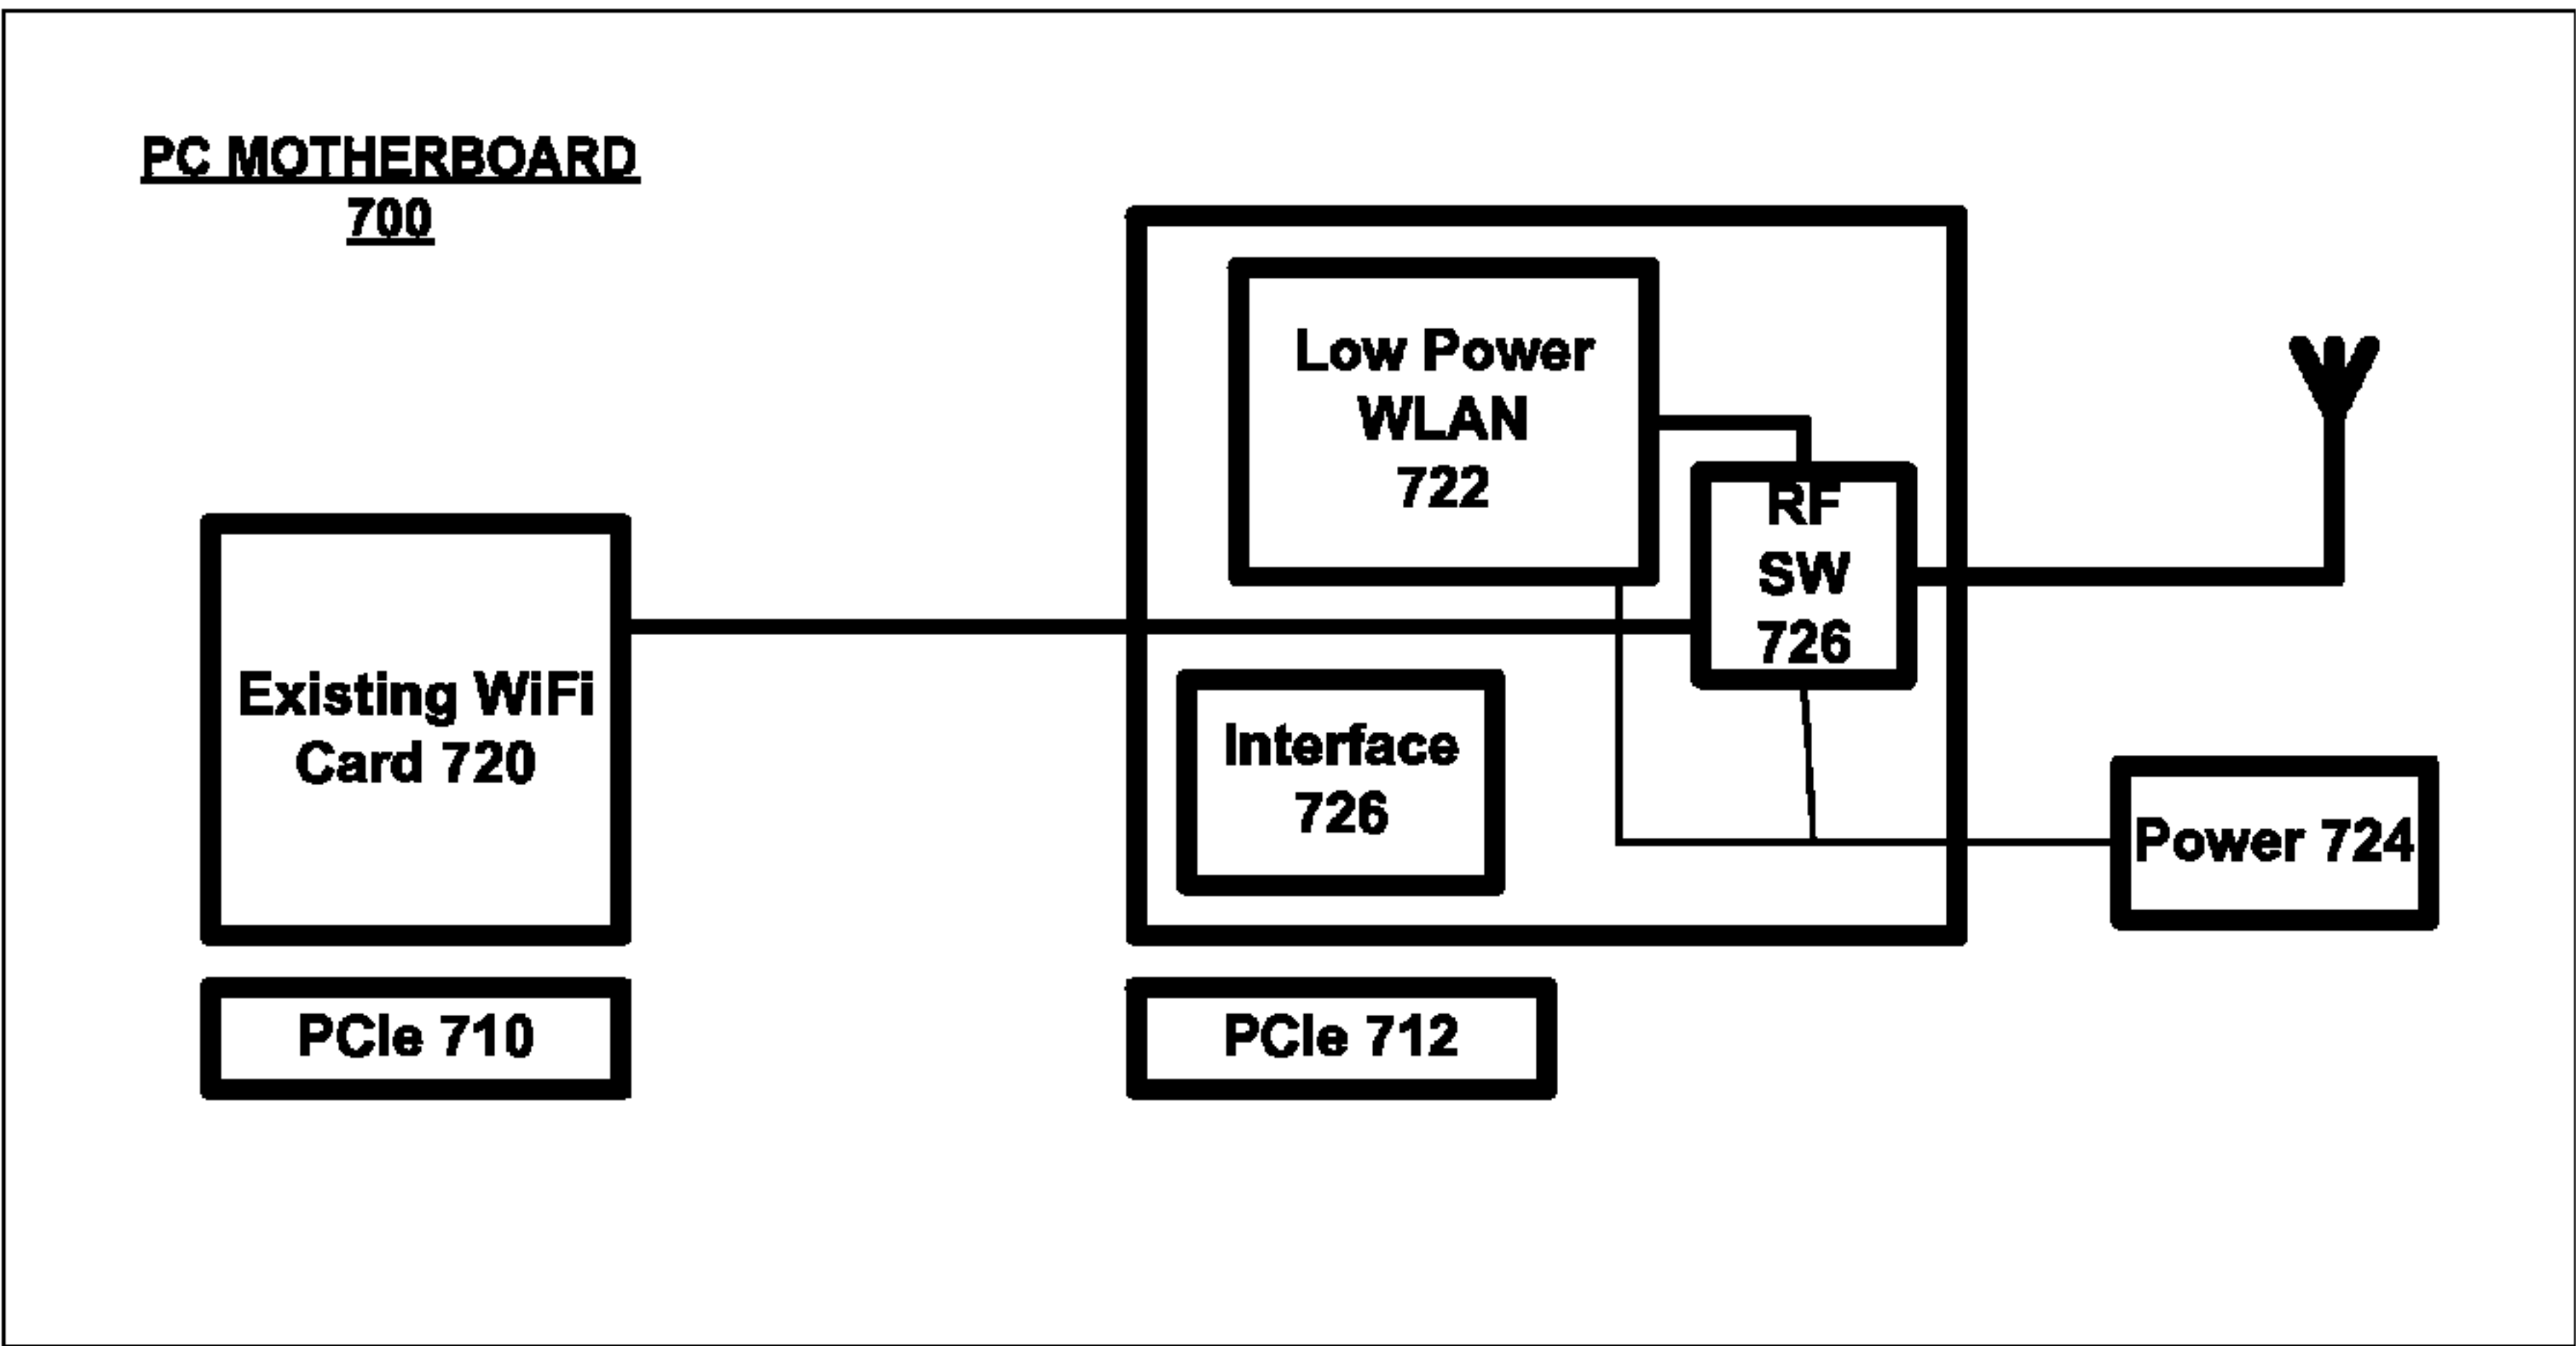 PC MOTHERBOARD
700
Low Power
WLAN
722
RF
SW
726
Existing WiFi
Card 720
Interface
726
Power 724
PCIe 710
PCIe 712